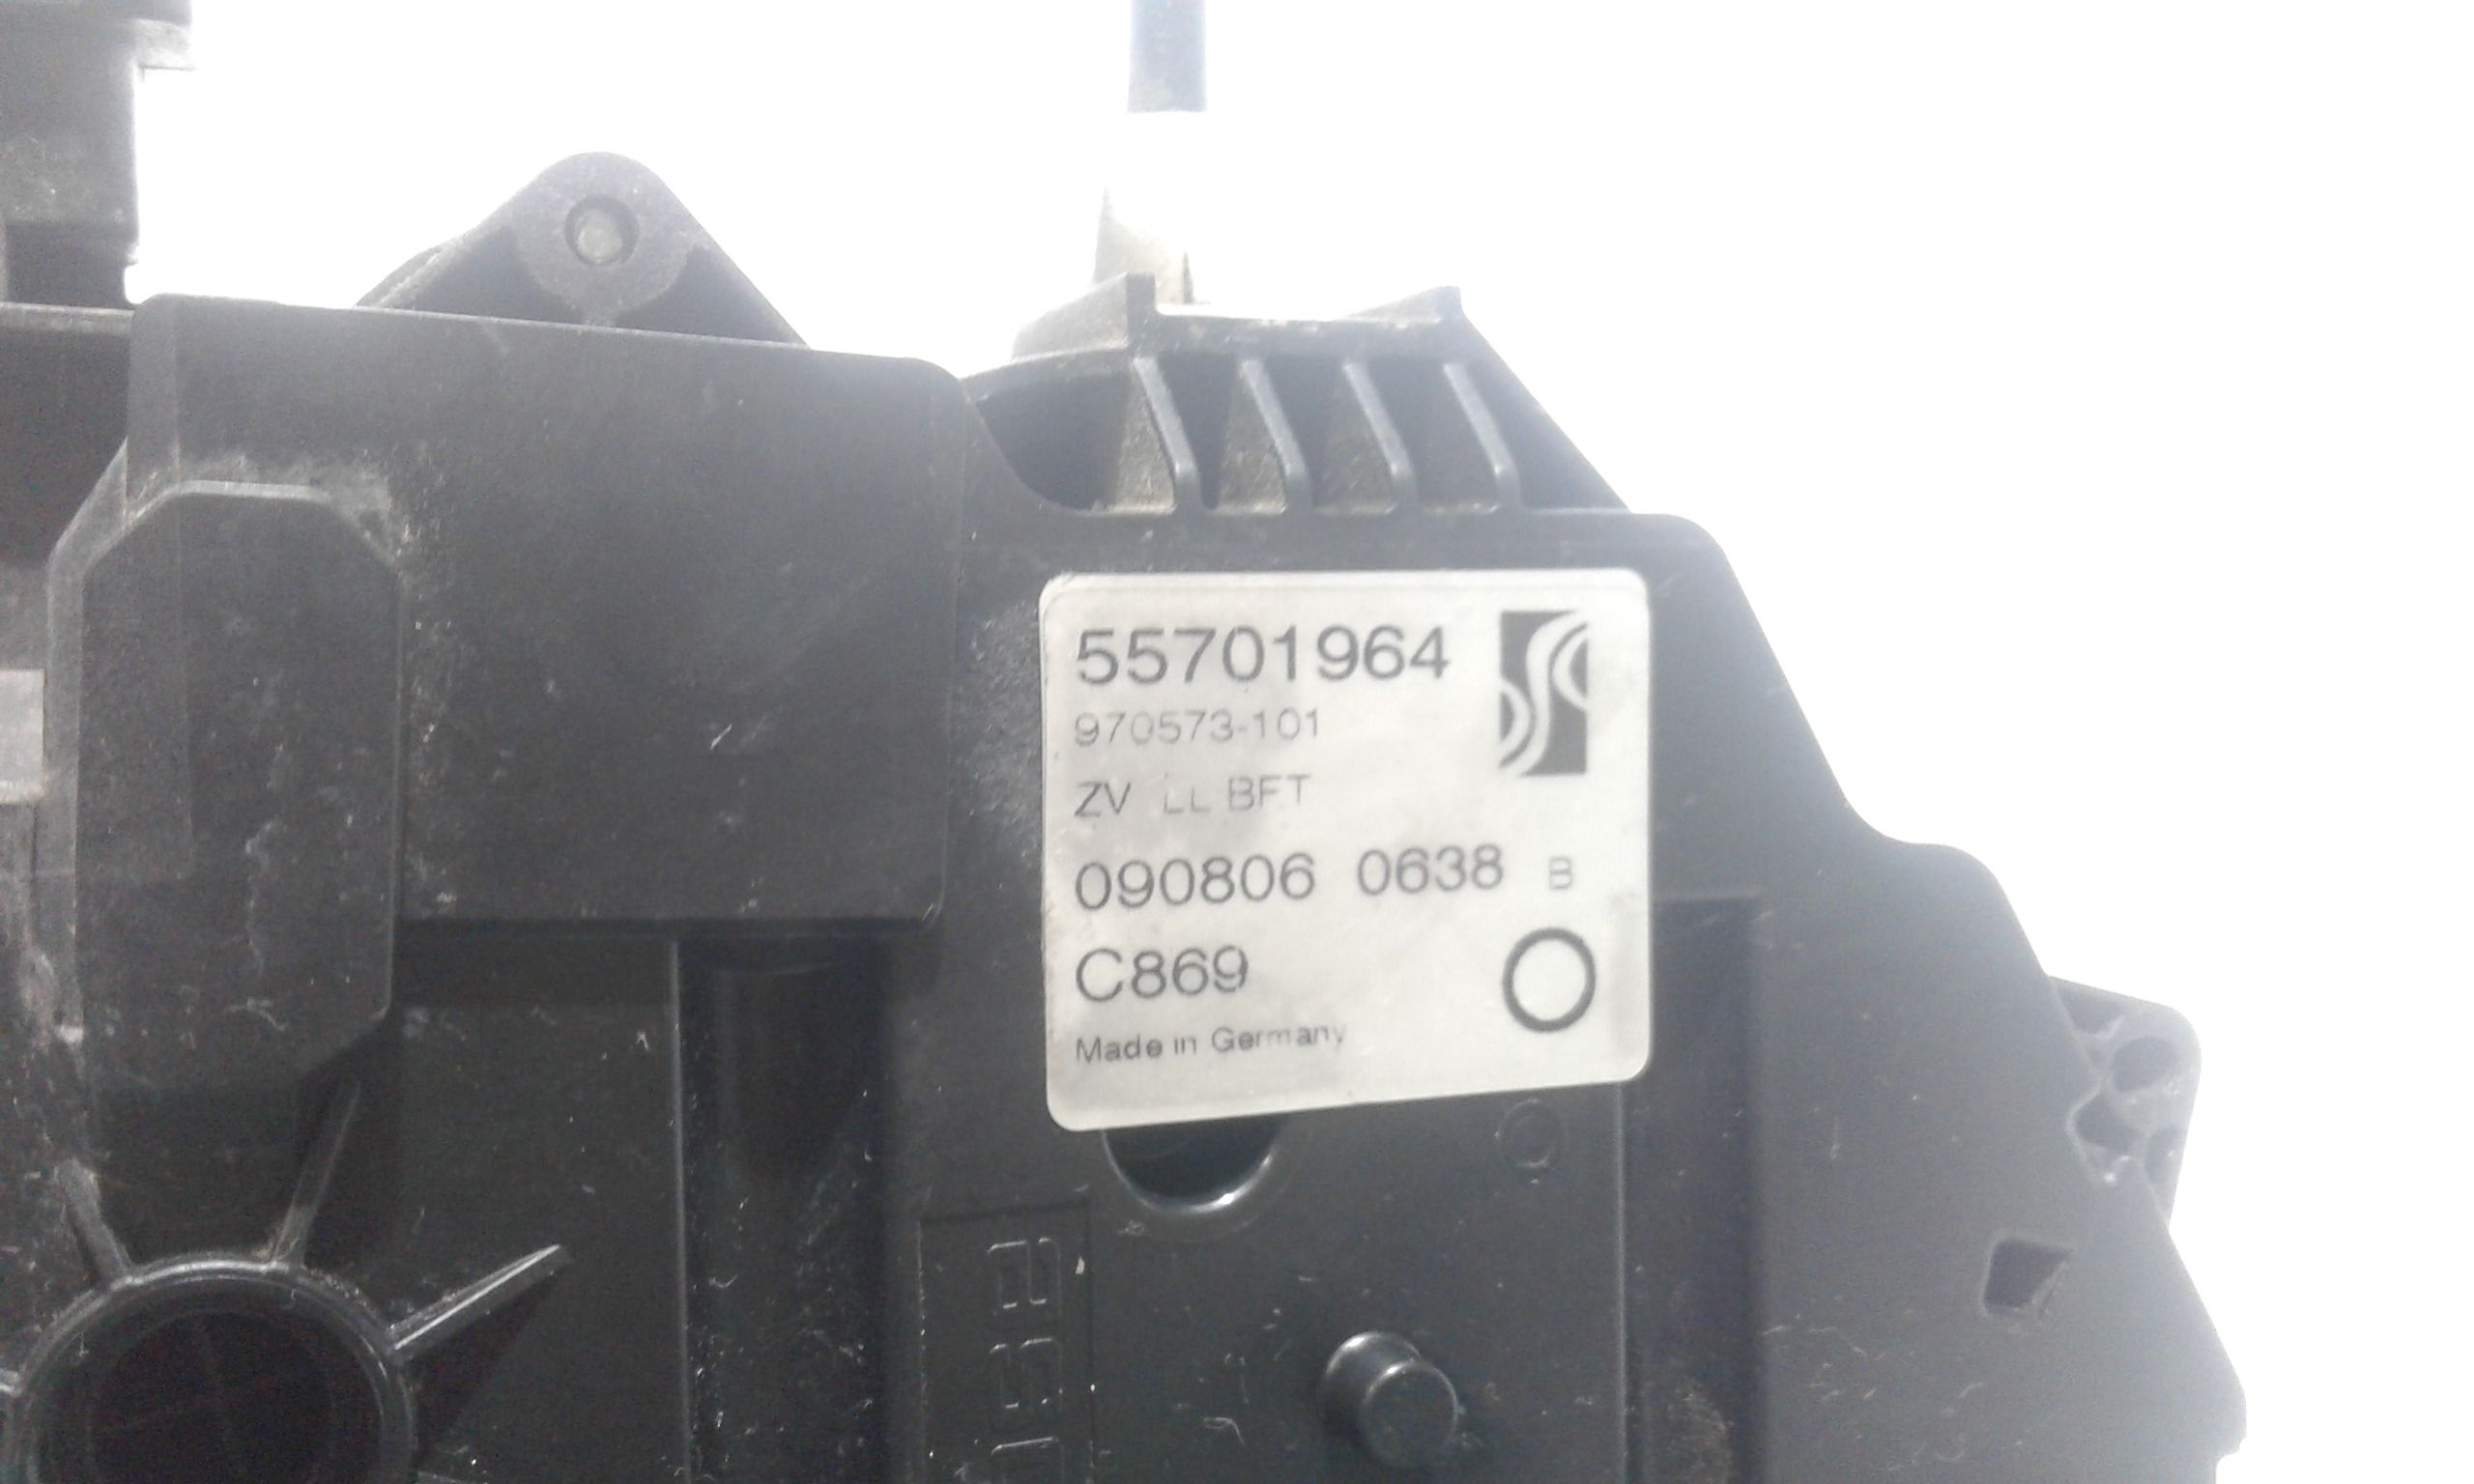 55701964
970573-101
ZV LL BFT
090806 0638 B
C869
Made in Germany